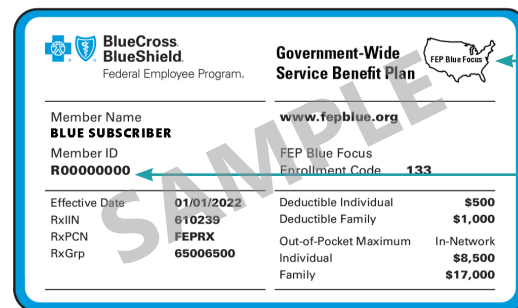 BlueCross.
BlueShield.
Federal Employee Program.
Government-Wide
Service Benefit Plan
FEP Blue Focus
Member Name
BLUE SUBSCRIBER
Member ID
R00000000
www.fepblue.org
FEP Blue Focus
Enrollment Code 133
Effective Date 01/01/2022
RxIIN 610239
RxPCN FEPRX
RxGrp 65006500
Deductible Individual $500
Deductible Family $1,000
Out-of-Pocket Maximum In-Network
Individual $8,500
Family $17,000
SAMPLE